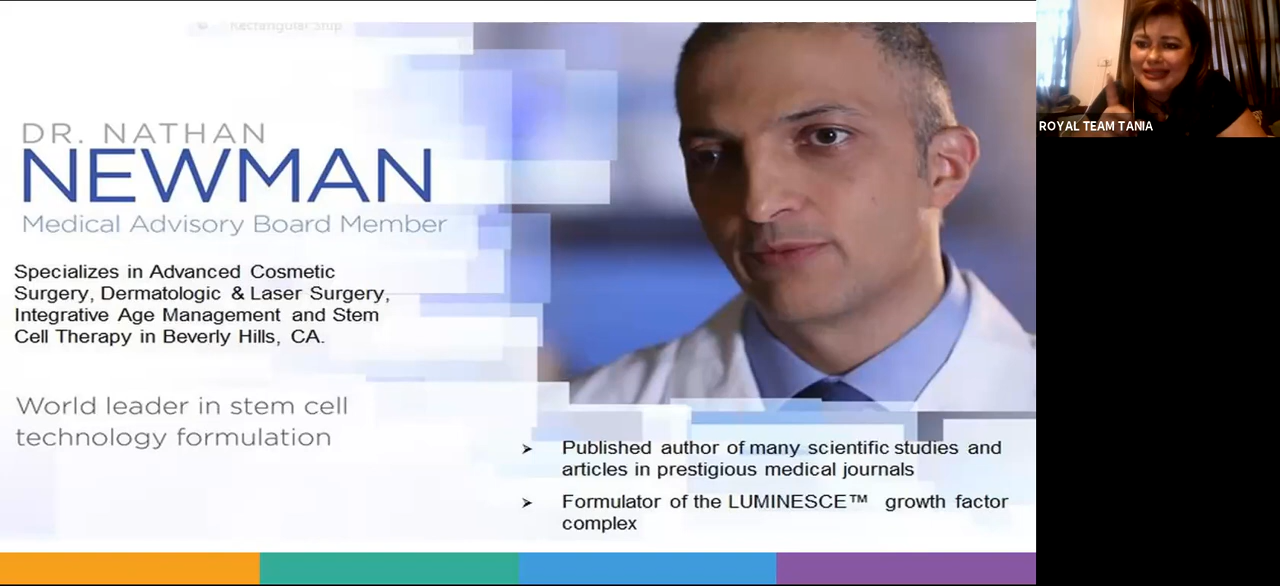 Rectangular Snip
DR. NATHAN
NEWMAN
Medical Advisory Board Member
Specializes in Advanced Cosmetic
Surgery, Dermatologic & Laser Surgery,
Integrative Age Management and Stem
Cell Therapy in Beverly Hills, CA.
World leader in stem cell
technology formulation
➢ Published author of many scientific studies and
articles in prestigious medical journals
➢ Formulator of the LUMINESCE™ growth factor
complex
ROYAL TEAM TANIA